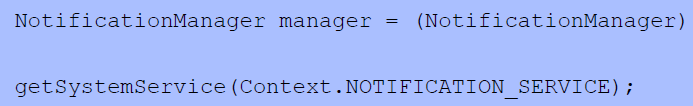 NotificationManager manager = (NotificationManager)
getSystemService(Context.NOTIFICATION_SERVICE);